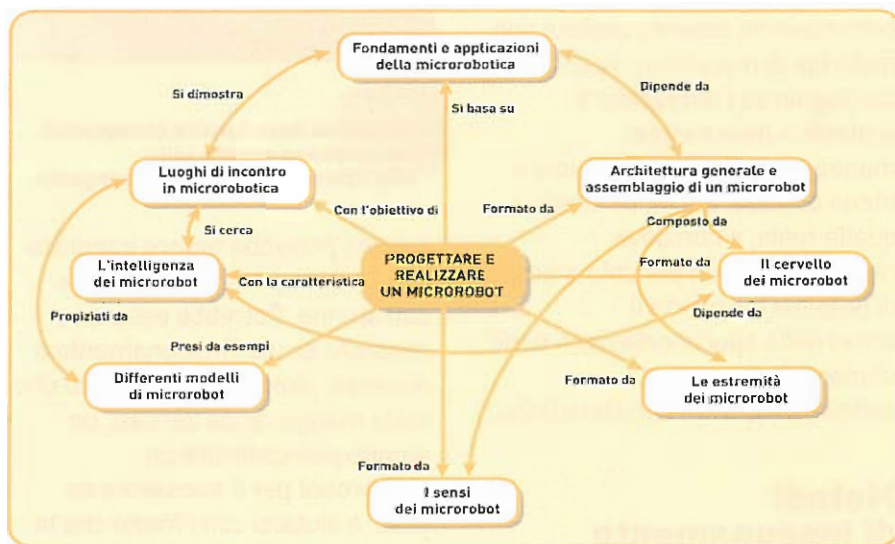 Fondamenti e applicazioni
della microrobotica
Si dimostra
Dipende da
Si basa su
Luoghi di incontro
in microrobotica
Architettura generale e
assemblaggio di un microrobot
Con l'obiettivo di
Formato da
Composto da
Si cerca
PROGETTARE E
REALIZZARE
UN MICROROBOT
L'intelligenza
dei microrobot
Con la caratteristica
Formato da
Il cervello
dei microrobot
Propiziati da
Dipende da
Presi da esempi
Differenti modelli
di microrobot
Formato da
Le estremità
dei microrobot
Formato da
I sensi
dei microrobot